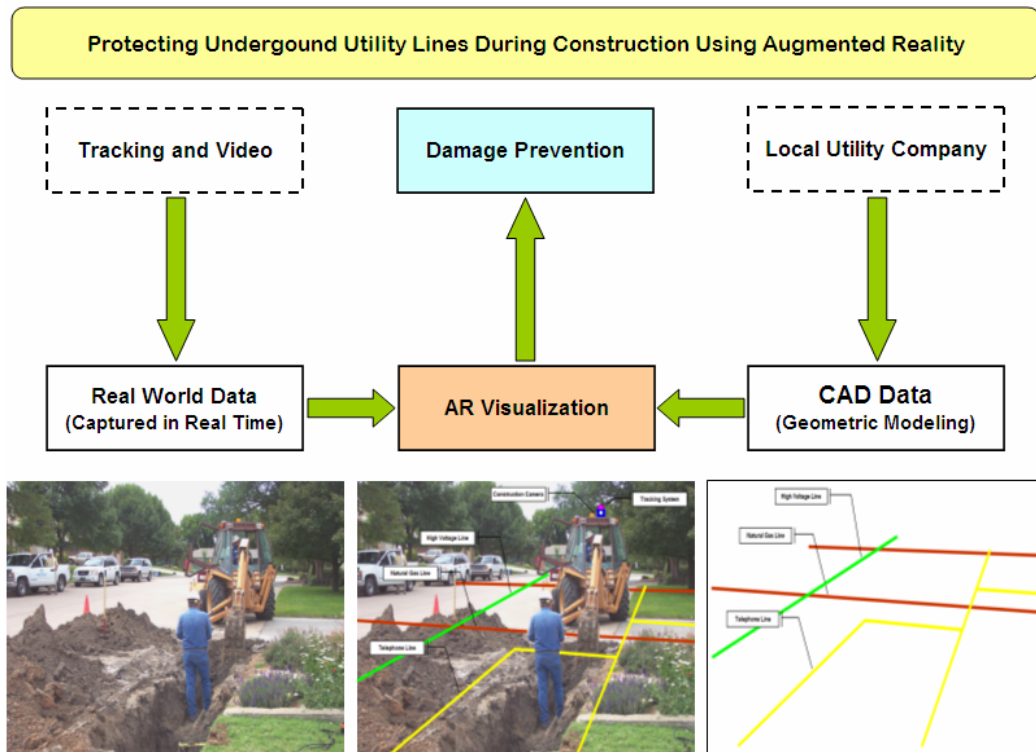 Protecting Undergound Utility Lines During Construction Using Augmented Reality
Tracking and Video
Damage Prevention
Local Utility Company
Real World Data
(Captured in Real Time)
AR Visualization
CAD Data
(Geometric Modeling)
Construction Camera
Tracking System
High Voltage Line
Natural Gas Line
Telephone Line
High Voltage Line
Natural Gas Line
Telephone Line